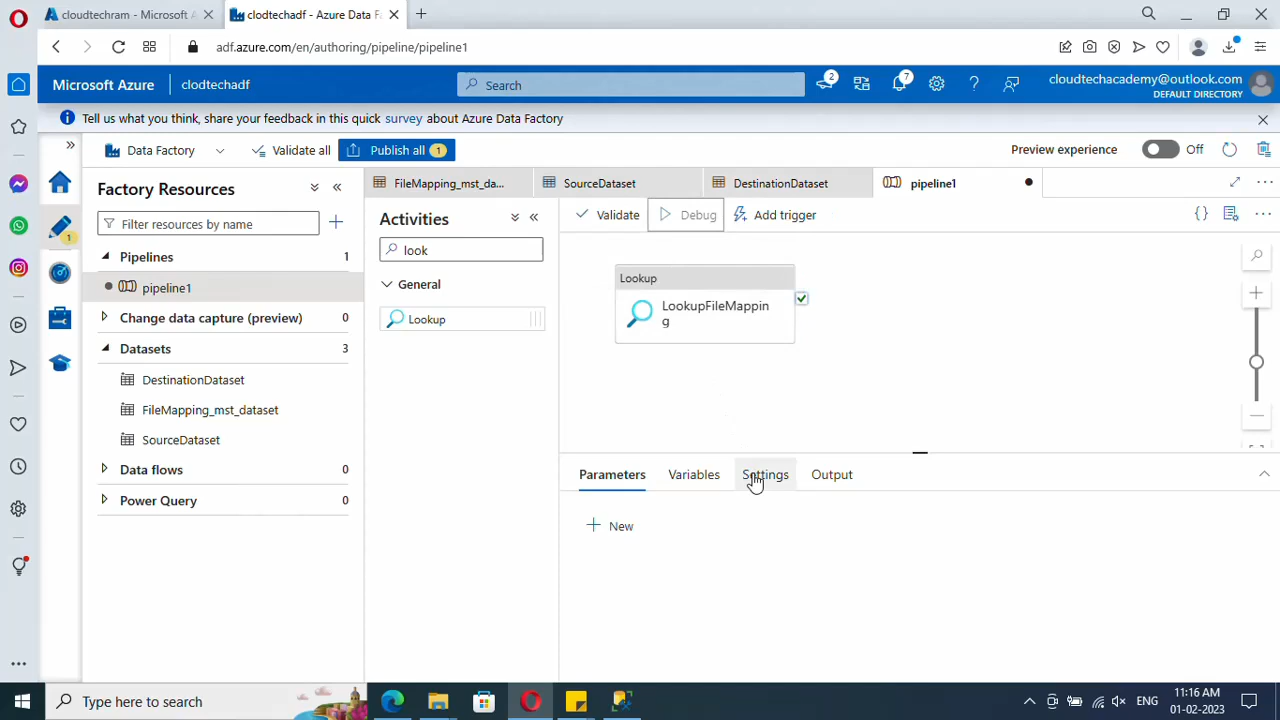 cloudtechram - Microsoft A
clodtechadf - Azure Data Fa
adf.azure.com/en/authoring/pipeline/pipeline1
Microsoft Azure
clodtechadf
Search
2
7
cloudtechacademy@outlook.com
DEFAULT DIRECTORY
Tell us what you think, share your feedback in this quick survey about Azure Data Factory
Data Factory
Validate all
Publish all 1
Preview experience
Off
Factory Resources
FileMapping_mst_da...
SourceDataset
DestinationDataset
pipeline1
Filter resources by name
1
Activities
Validate
Debug
Add trigger
look
Pipelines 1
pipeline1
Change data capture (preview) 0
Datasets 3
DestinationDataset
FileMapping_mst_dataset
SourceDataset
Data flows 0
Power Query 0
General
Lookup
Lookup
LookupFileMappin
g
Parameters
Variables
Settings
Output
New
Type here to search
ENG
11:16 AM
01-02-2023